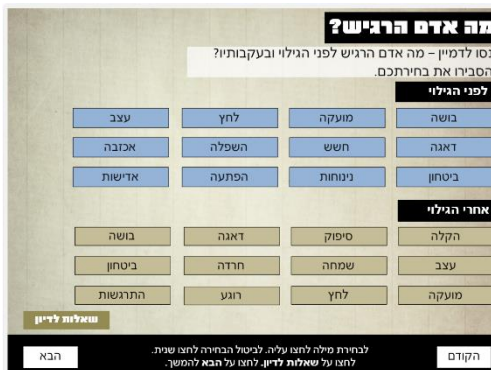 מה אדם הרגיש?
נסו לדמיין – מה אדם הרגיש לפני הגילוי ובעקבותיו?
הסבירו את בחירתכם.
לפני הגילוי
בושה מועקה לחץ עצב
דאגה חשש השפלה אכזבה
ביטחון נינוחות הפתעה אדישות
אחרי הגילוי
הקלה סיפוק דאגה בושה
עצב שמחה חרדה ביטחון
מועקה לחץ רוגע התרגשות
שאלות לדיון
לבחירת מילה לחצו עליה. לביטול הבחירה לחצו שנית.
לחצו על שאלות לדיון. לחצו על הבא להמשך.
הקודם
הבא